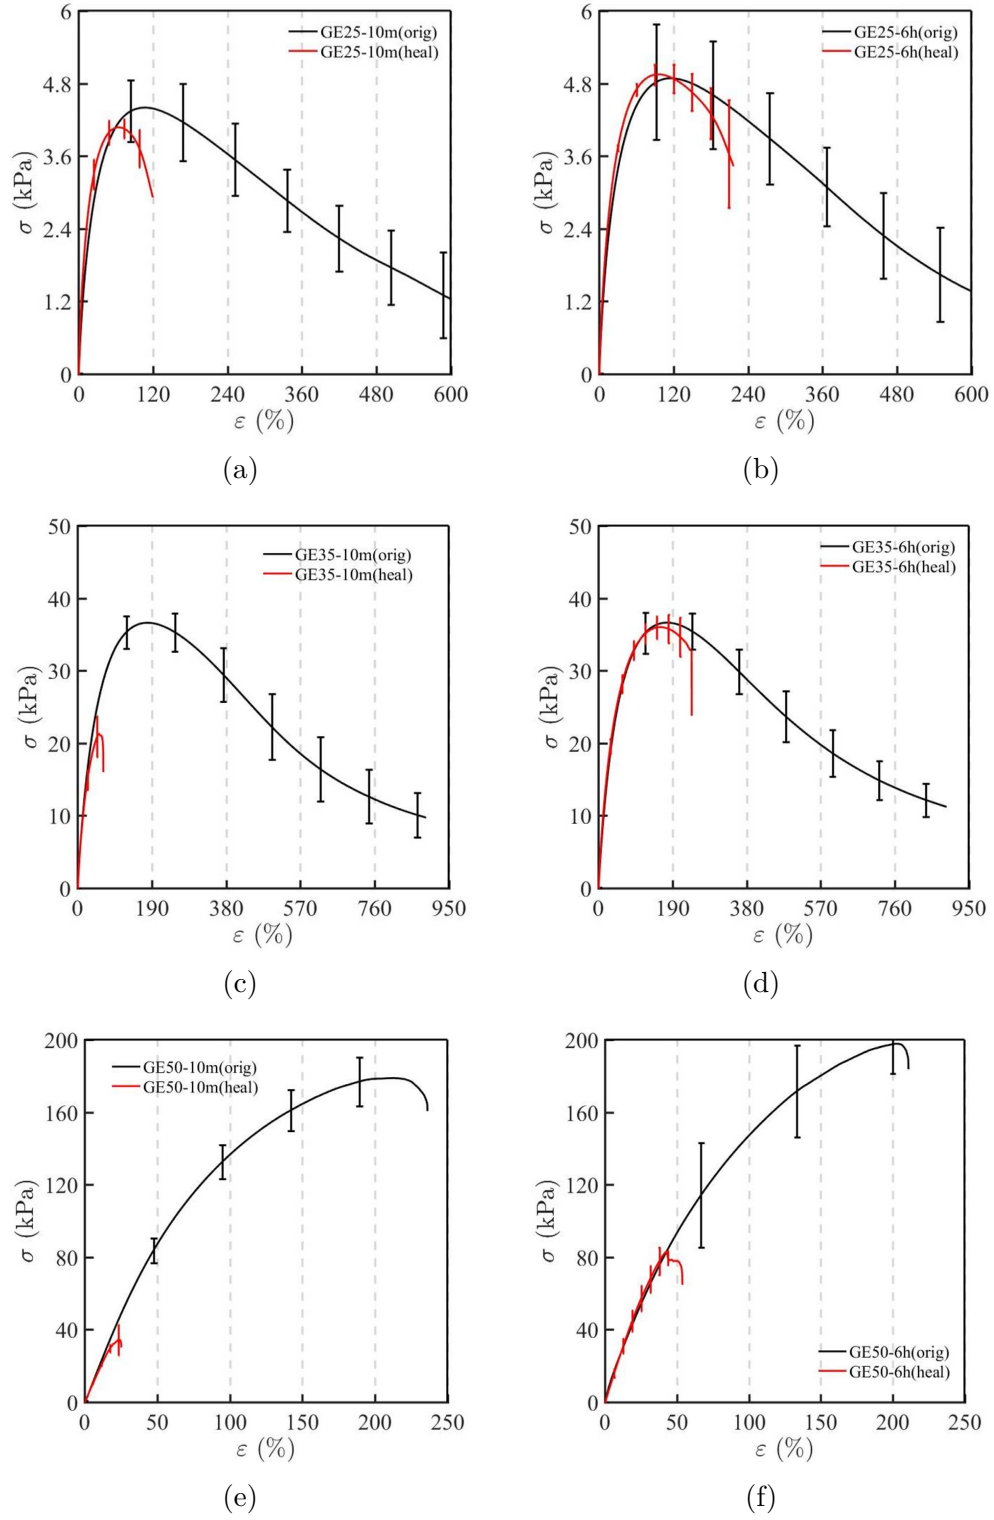 6
4.8
3.6
2.4
1.2
0
σ (kPa)
GE25-10m(orig)
GE25-10m(heal)
0 120 240 360 480 600
ε (%)
(a)
6
4.8
3.6
2.4
1.2
0
σ (kPa)
GE25-6h(orig)
GE25-6h(heal)
0 120 240 360 480 600
ε (%)
(b)
50
40
30
20
10
0
σ (kPa)
GE35-10m(orig)
GE35-10m(heal)
0 190 380 570 760 950
ε (%)
(c)
50
40
30
20
10
0
σ (kPa)
GE35-6h(orig)
GE35-6h(heal)
0 190 380 570 760 950
ε (%)
(d)
200
160
120
80
40
0
σ (kPa)
GE50-10m(orig)
GE50-10m(heal)
0 50 100 150 200 250
ε (%)
(e)
200
160
120
80
40
0
σ (kPa)
GE50-6h(orig)
GE50-6h(heal)
0 50 100 150 200 250
ε (%)
(f)